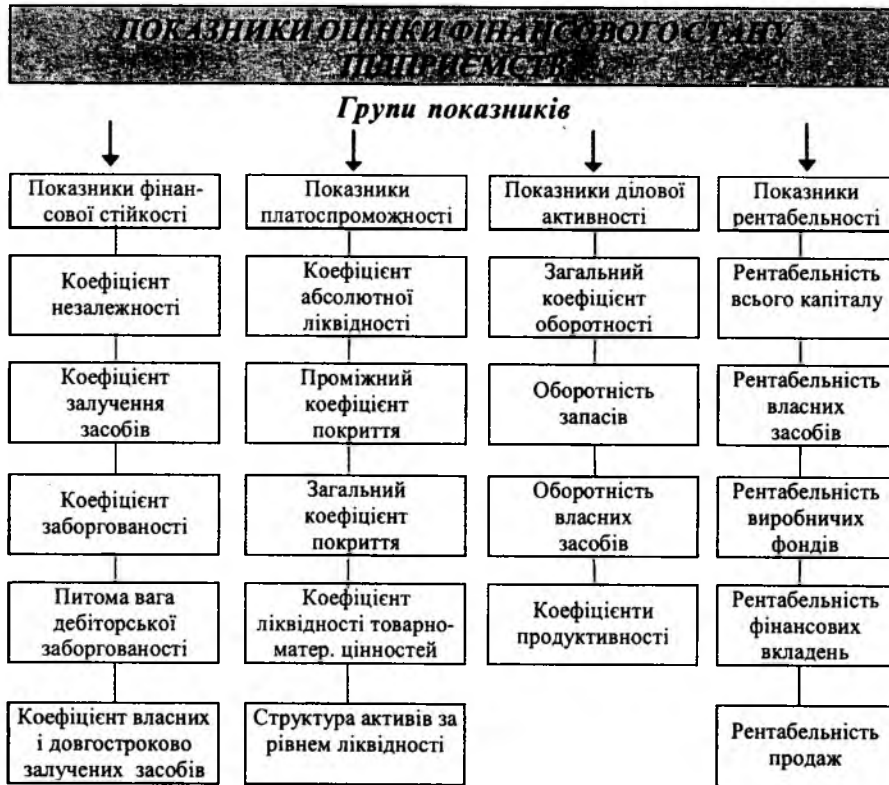 ПОКАЗНИКИ ОЦІНКИ ФІНАНСОВОГО СТАНУ
ПІДПРИЄМСТВ
Групи показників
Показники фінан-
сової стійкості
Коефіцієнт
незалежності
Коефіцієнт
залучення
засобів
Коефіцієнт
заборгованості
Питома вага
дебіторської
заборгованості
Коефіцієнт власних
і довгостроково
залучених засобів
Показники
платоспроможності
Коефіцієнт
абсолютної
ліквідності
Проміжний
коефіцієнт
покриття
Загальний
коефіцієнт
покриття
Коефіцієнт
ліквідності товарно-
матер. цінностей
Структура активів за
рівнем ліквідності
Показники ділової
активності
Загальний
коефіцієнт
оборотності
Оборотність
запасів
Оборотність
власних
засобів
Коефіцієнти
продуктивності
Показники
рентабельності
Рентабельність
всього капіталу
Рентабельність
власних
засобів
Рентабельність
виробничих
фондів
Рентабельність
фінансових
вкладень
Рентабельність
продаж